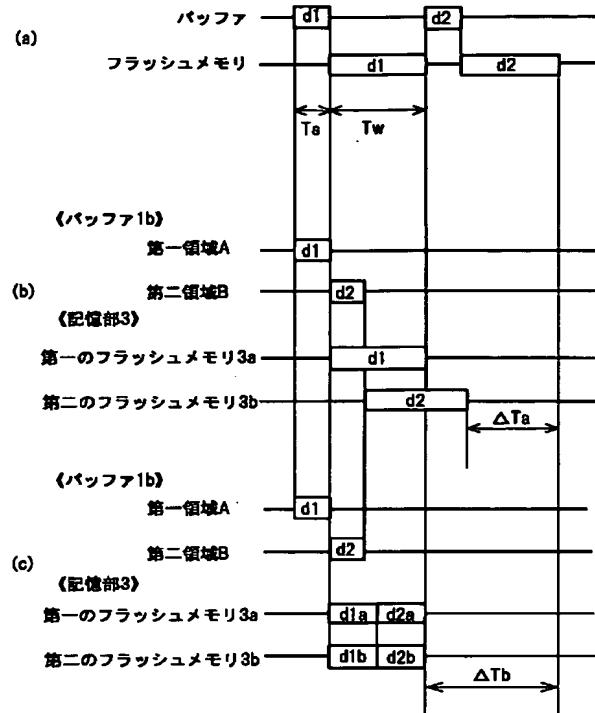 (a)
バッファ d1 d2
フラッシュメモリ d1 d2
Ta Tw
(b)
《バッファ1b》
第一領域A d1
第二領域B d2
《記憶部3》
第一のフラッシュメモリ3a d1
第二のフラッシュメモリ3b d2
△Ta
(c)
《バッファ1b》
第一領域A d1
第二領域B d2
《記憶部3》
第一のフラッシュメモリ3a d1a d2a
第二のフラッシュメモリ3b d1b d2b
△Tb